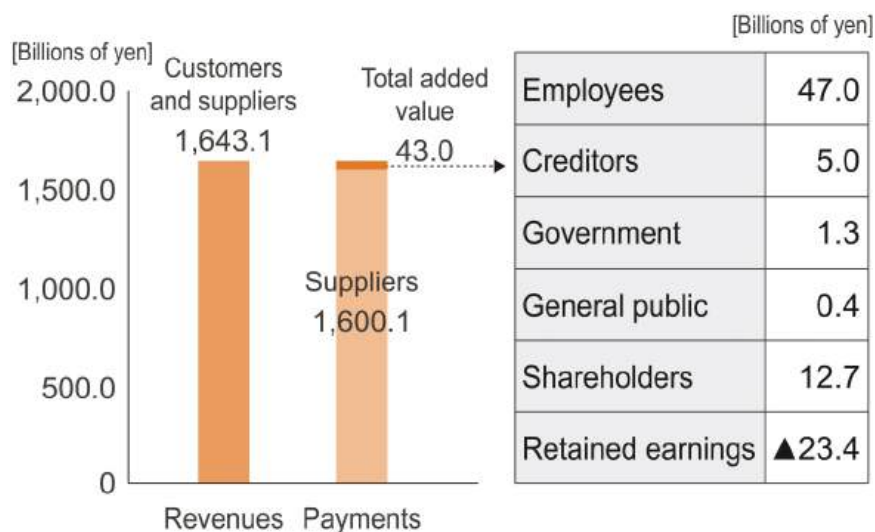 [Billions of yen]
2,000.0
1,500.0
1,000.0
500.0
0
Customers
and suppliers
1,643.1
Total added
value
43.0
Suppliers
1,600.1
Revenues
Payments
[Billions of yen]
Employees 47.0
Creditors 5.0
Government 1.3
General public 0.4
Shareholders 12.7
Retained earnings ▲23.4